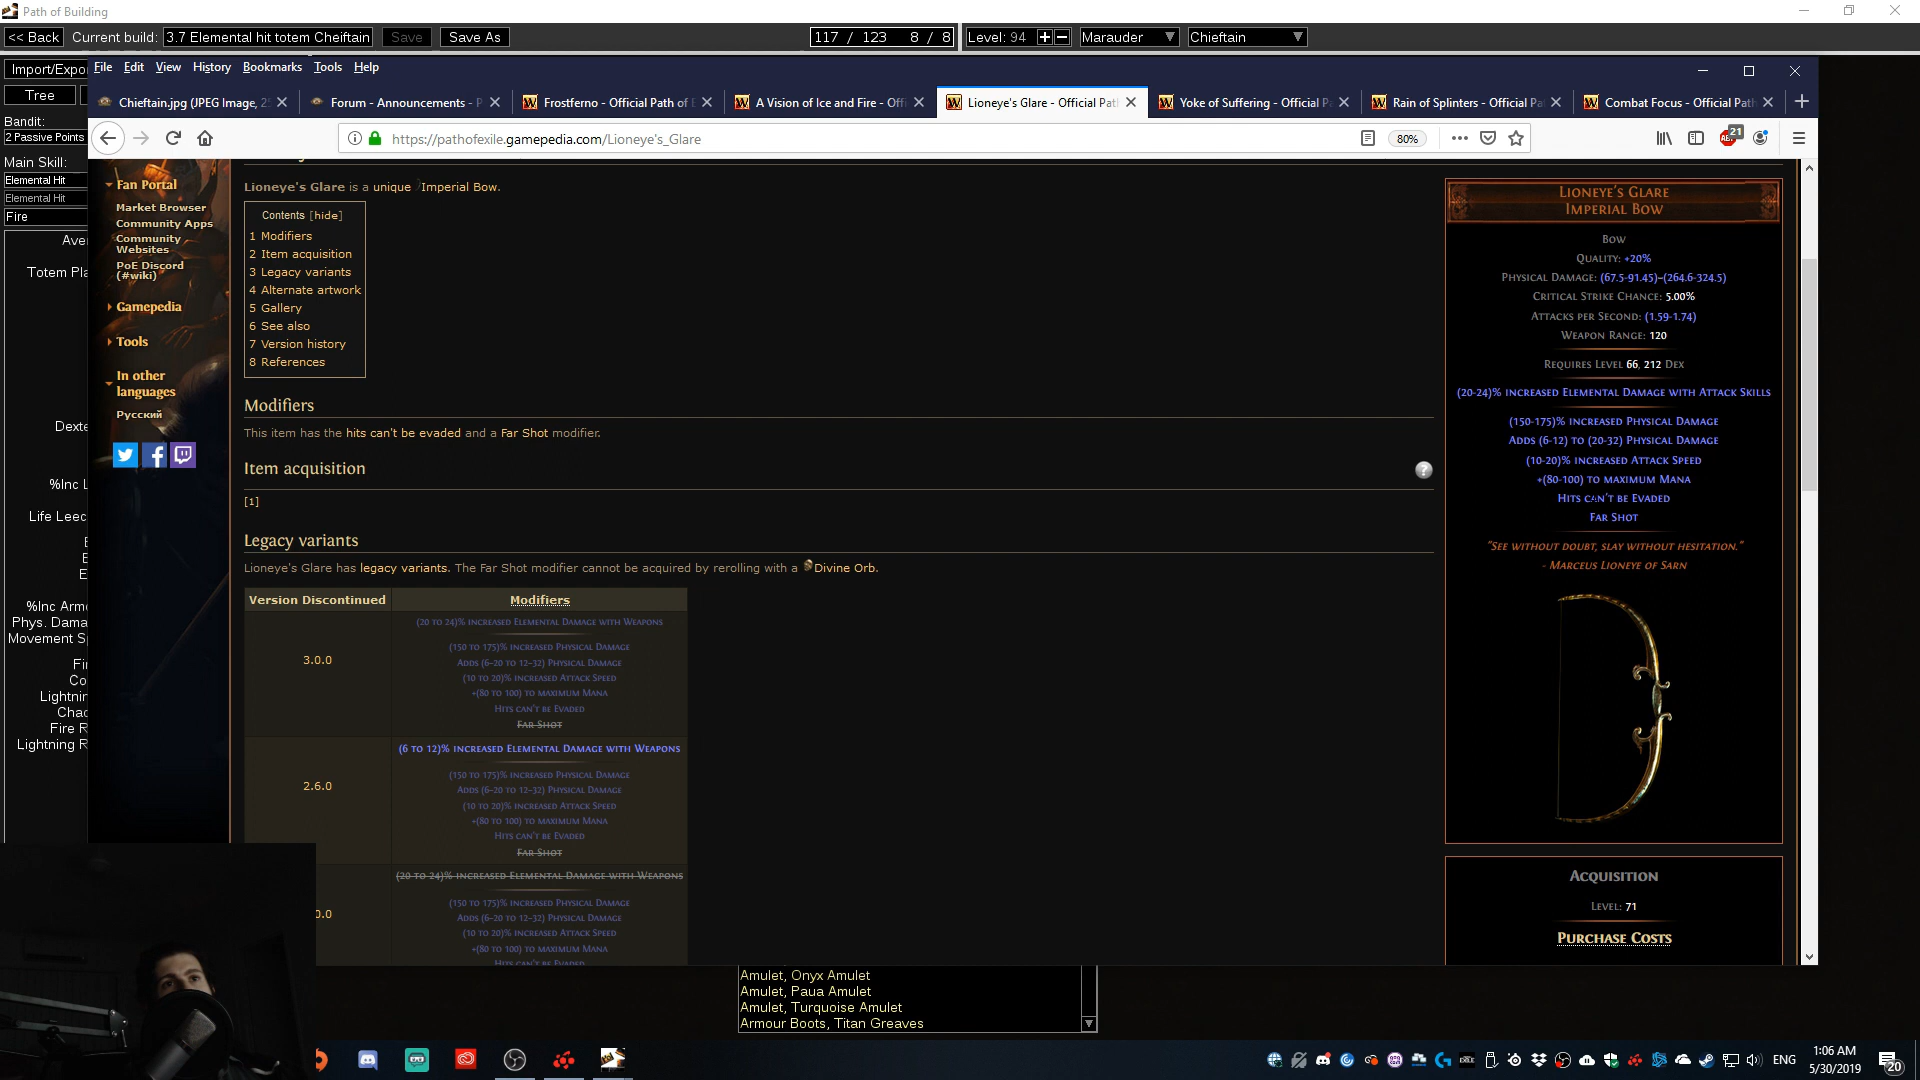 Path of Building
<< Back
Current build: 3.7 Elemental hit totem Cheiftain
Save
Save As
117 / 123 8 / 8
Level: 94
+
−
Marauder
Chieftain
Import/Expo
Tree
Bandit:
2 Passive Points
Main Skill:
Elemental Hit
Elemental Hit
Fire
Ave
Totem Pla
Dexte
%Inc L
Life Leec
E
E
E
%Inc Arm
Phys. Dama
Movement S
Fi
Co
Lightnin
Chao
Fire R
Lightning R
File Edit View History Bookmarks Tools Help
Chieftain.jpg (JPEG Image, 2
Forum - Announcements - P
Frostferno - Official Path of E
A Vision of Ice and Fire - Offi
Lioneye's Glare - Official Pat
Yoke of Suffering - Official P
Rain of Splinters - Official Pa
Combat Focus - Official Path
https://pathofexile.gamepedia.com/Lioneye's_Glare
80%
21
Fan Portal
Market Browser
Community Apps
Community
Websites
PoE Discord
(#wiki)
Gamepedia
Tools
In other
languages
Русский
Lioneye's Glare is a unique Imperial Bow.
Contents [hide]
1 Modifiers
2 Item acquisition
3 Legacy variants
4 Alternate artwork
5 Gallery
6 See also
7 Version history
8 References
Modifiers
This item has the hits can't be evaded and a Far Shot modifier.
Item acquisition
?
[1]
Legacy variants
Lioneye's Glare has legacy variants. The Far Shot modifier cannot be acquired by rerolling with a Divine Orb.
Version Discontinued Modifiers
3.0.0
(20 to 24)% increased Elemental Damage with Weapons
(150 to 175)% increased Physical Damage
Adds (6–20 to 12–32) Physical Damage
(10 to 20)% increased Attack Speed
+(80 to 100) to maximum Mana
Hits can't be Evaded
Far Shot
2.6.0
(6 to 12)% increased Elemental Damage with Weapons
(150 to 175)% increased Physical Damage
Adds (6–20 to 12–32) Physical Damage
(10 to 20)% increased Attack Speed
+(80 to 100) to maximum Mana
Hits can't be Evaded
Far Shot
0.0
(20 to 24)% increased Elemental Damage with Weapons
(150 to 175)% increased Physical Damage
Adds (6–20 to 12–32) Physical Damage
(10 to 20)% increased Attack Speed
+(80 to 100) to maximum Mana
Hits can't be Evaded
Lioneye's Glare
Imperial Bow
Bow
Quality: +20%
Physical Damage: (67.5-91.45)–(264.6-324.5)
Critical Strike Chance: 5.00%
Attacks per Second: (1.59-1.74)
Weapon Range: 120
Requires Level 66, 212 Dex
(20-24)% increased Elemental Damage with Attack Skills
(150-175)% increased Physical Damage
Adds (6-12) to (20-32) Physical Damage
(10-20)% increased Attack Speed
+(80-100) to maximum Mana
Hits can't be Evaded
Far Shot
"See without doubt, slay without hesitation."
- Marceus Lioneye of Sarn
Acquisition
Level: 71
Purchase Costs
Amulet, Onyx Amulet
Amulet, Paua Amulet
Amulet, Turquoise Amulet
Armour Boots, Titan Greaves
ENG
1:06 AM
5/30/2019
20